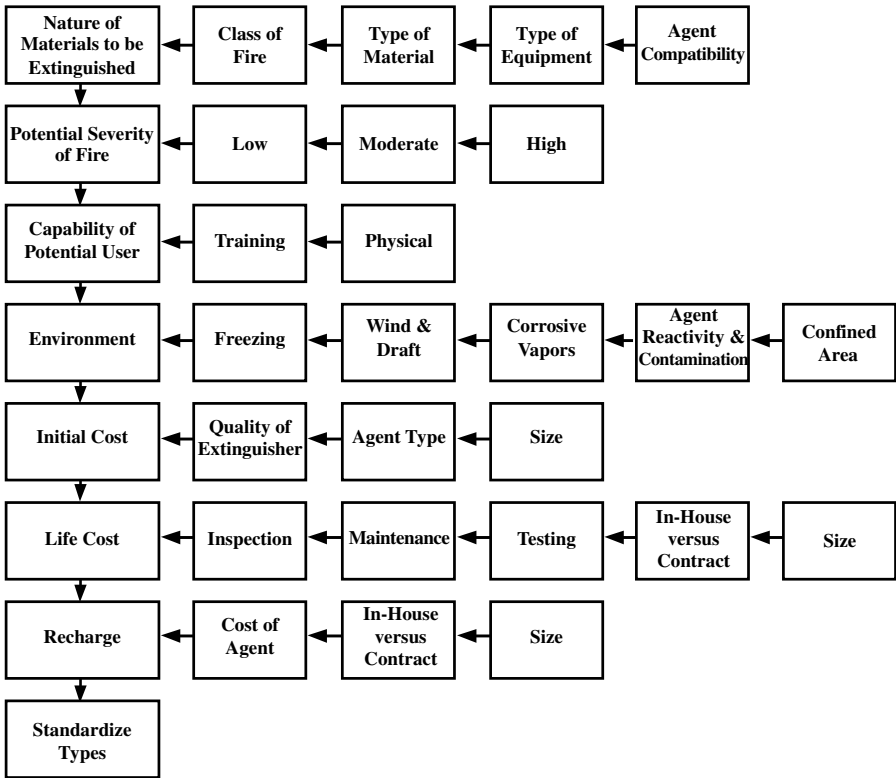 Nature of
Materials to be
Extinguished
Class of
Fire
Type of
Material
Type of
Equipment
Agent
Compatibility
Potential Severity
of Fire
Low
Moderate
High
Capability of
Potential User
Training
Physical
Environment
Freezing
Wind &
Draft
Corrosive
Vapors
Agent
Reactivity &
Contamination
Confined
Area
Initial Cost
Quality of
Extinguisher
Agent Type
Size
Life Cost
Inspection
Maintenance
Testing
In-House
versus
Contract
Size
Recharge
Cost of
Agent
In-House
versus
Contract
Size
Standardize
Types